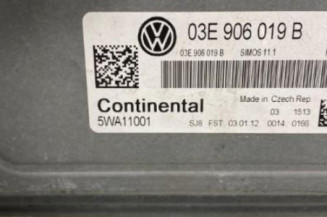 03E 906 019 B
03E 906 019 B SIMOS 11.1
Continental
Made in Czech Rep
5WA11001
03 1513
SJ8 FST 03.01.12 0014 0166